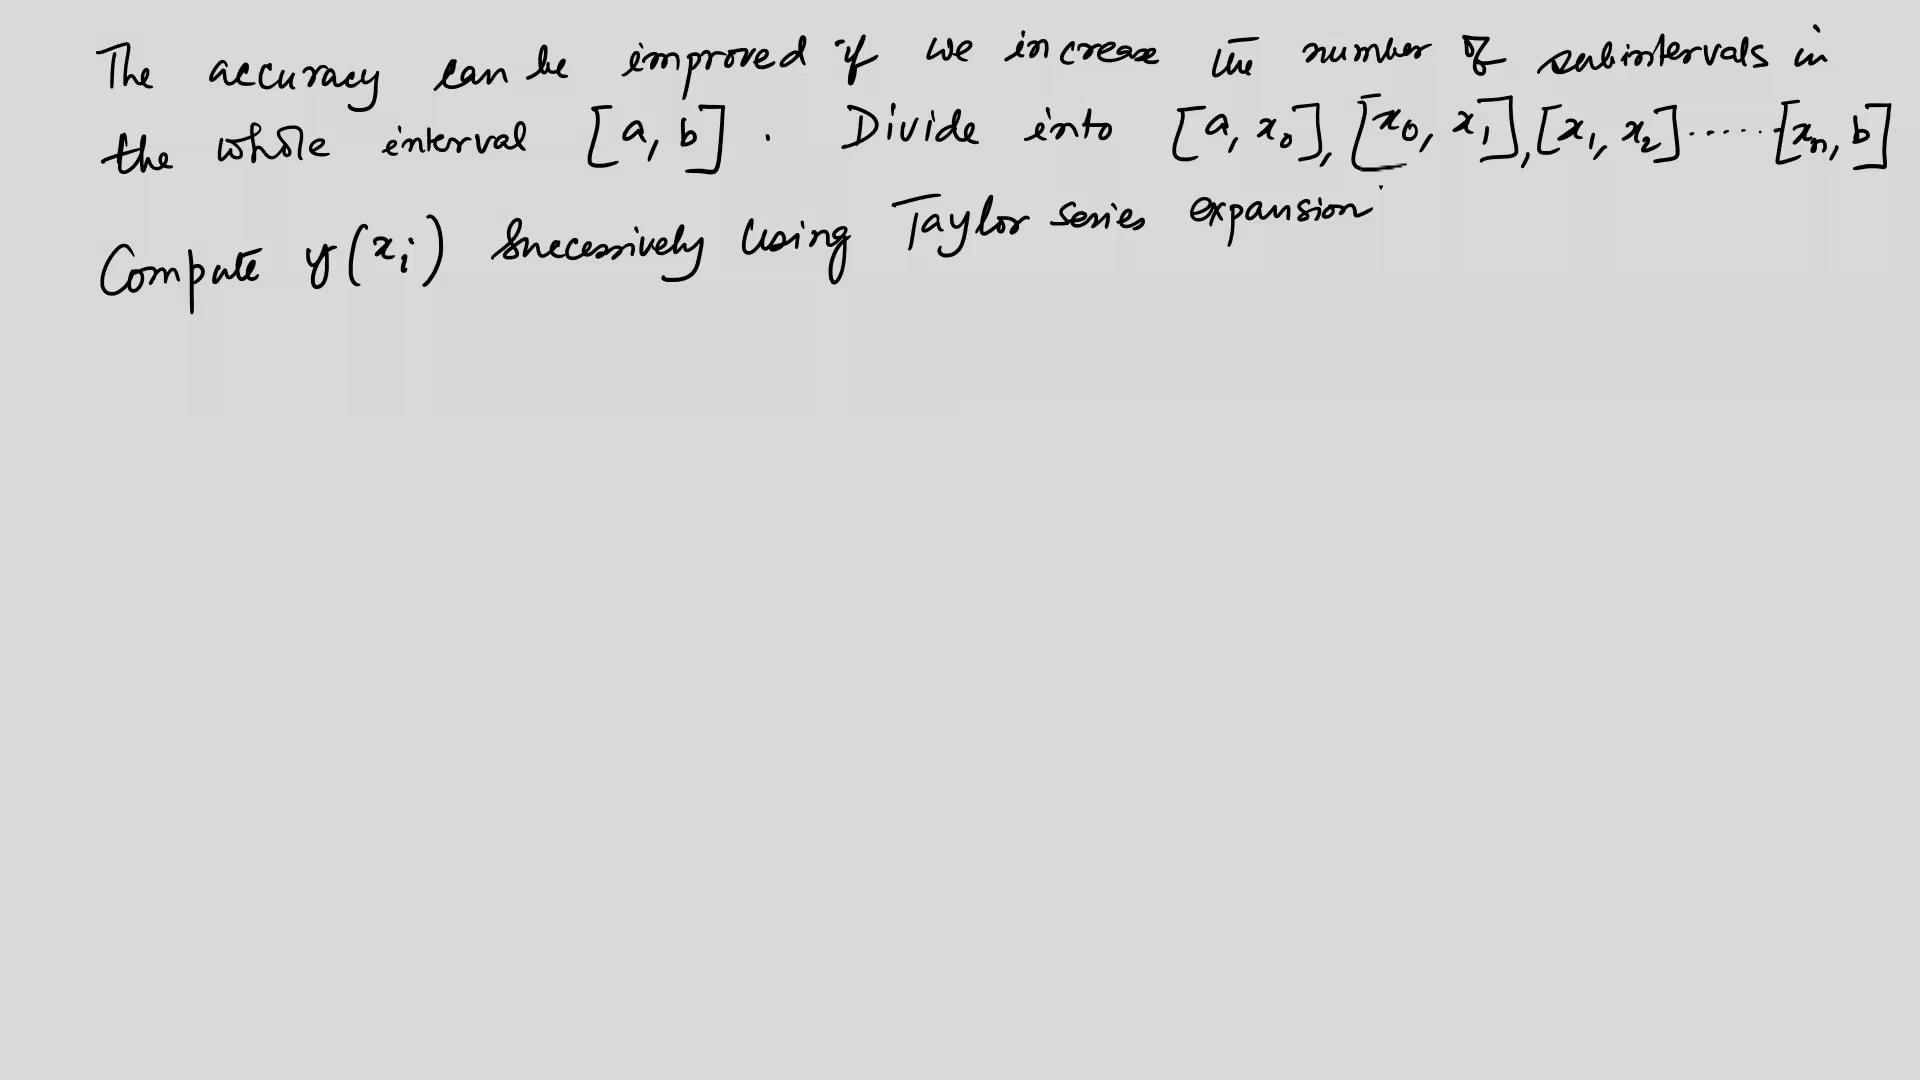 The accuracy can be improved if we increase the number of subintervals in
the whole interval [a, b]. Divide into [a, x₀], [x₀, x₁], [x₁, x₂]......[xₙ, b]
Compute y(xᵢ) successively using Taylor series expansion